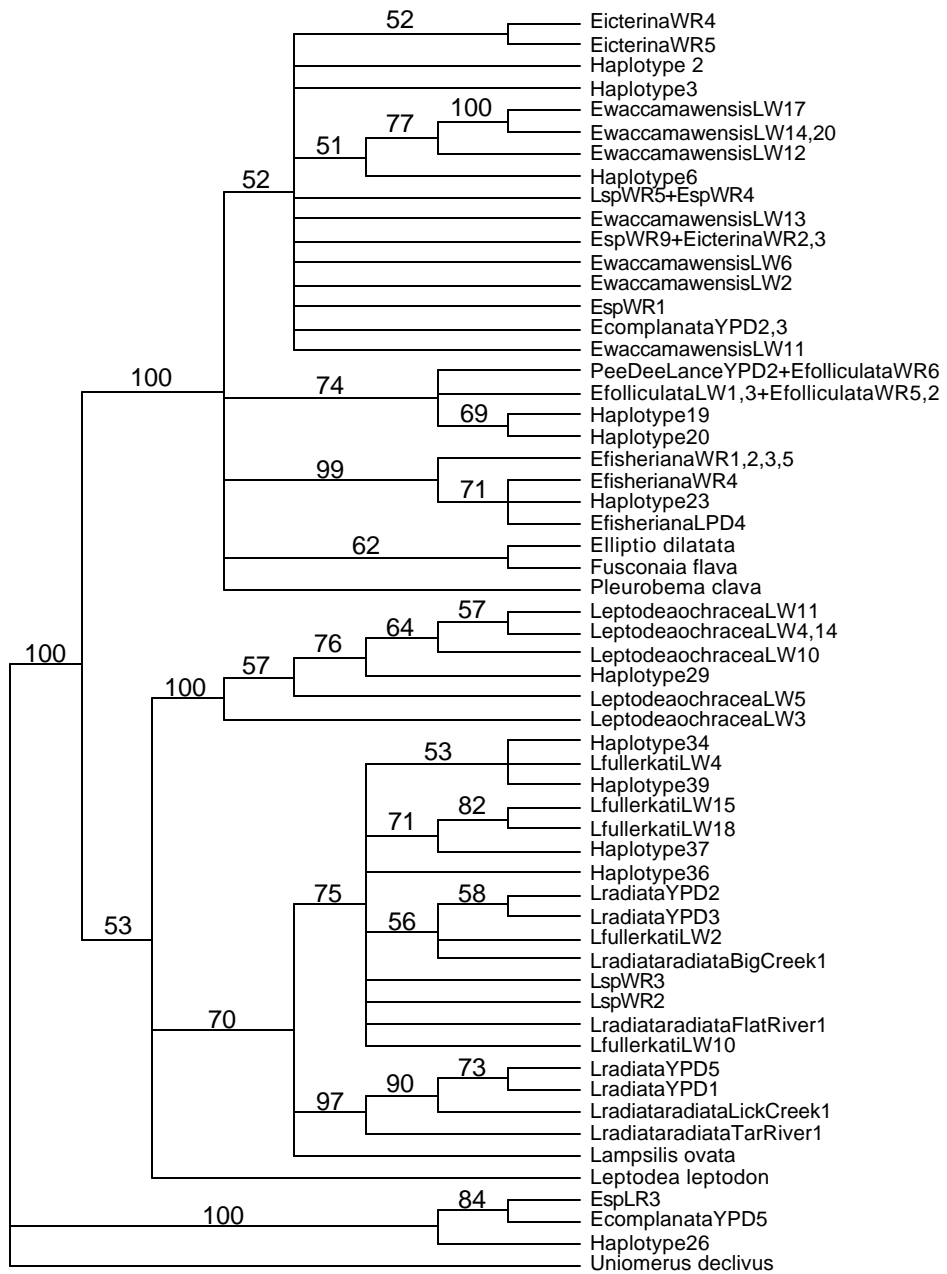 52
EicterinaWR4
EicterinaWR5
Haplotype 2
Haplotype3
100
EwaccamawensisLW17
77
EwaccamawensisLW14,20
51
EwaccamawensisLW12
52
Haplotype6
LspWR5+EspWR4
EwaccamawensisLW13
EspWR9+EicterinaWR2,3
EwaccamawensisLW6
EwaccamawensisLW2
EspWR1
EcomplanataYPD2,3
EwaccamawensisLW11
100
74
PeeDeeLanceYPD2+EfolliculataWR6
EfolliculataLW1,3+EfolliculataWR5,2
69
Haplotype19
Haplotype20
99
EfisherianaWR1,2,3,5
71
EfisherianaWR4
Haplotype23
EfisherianaLPD4
62
Elliptio dilatata
Fusconaia flava
Pleurobema clava
57
LeptodeaochraceaLW11
64
LeptodeaochraceaLW4,14
100
76
LeptodeaochraceaLW10
57
Haplotype29
100
LeptodeaochraceaLW5
LeptodeaochraceaLW3
53
Haplotype34
LfullerkatiLW4
Haplotype39
82
LfullerkatiLW15
71
LfullerkatiLW18
Haplotype37
75
Haplotype36
58
LradiataYPD2
53
56
LradiataYPD3
LfullerkatiLW2
LradiataradiataBigCreek1
LspWR3
LspWR2
70
LradiataradiataFlatRiver1
LfullerkatiLW10
73
LradiataYPD5
90
LradiataYPD1
97
LradiataradiataLickCreek1
LradiataradiataTarRiver1
Lampsilis ovata
Leptodea leptodon
84
EspLR3
100
EcomplanataYPD5
Haplotype26
Uniomerus declivus